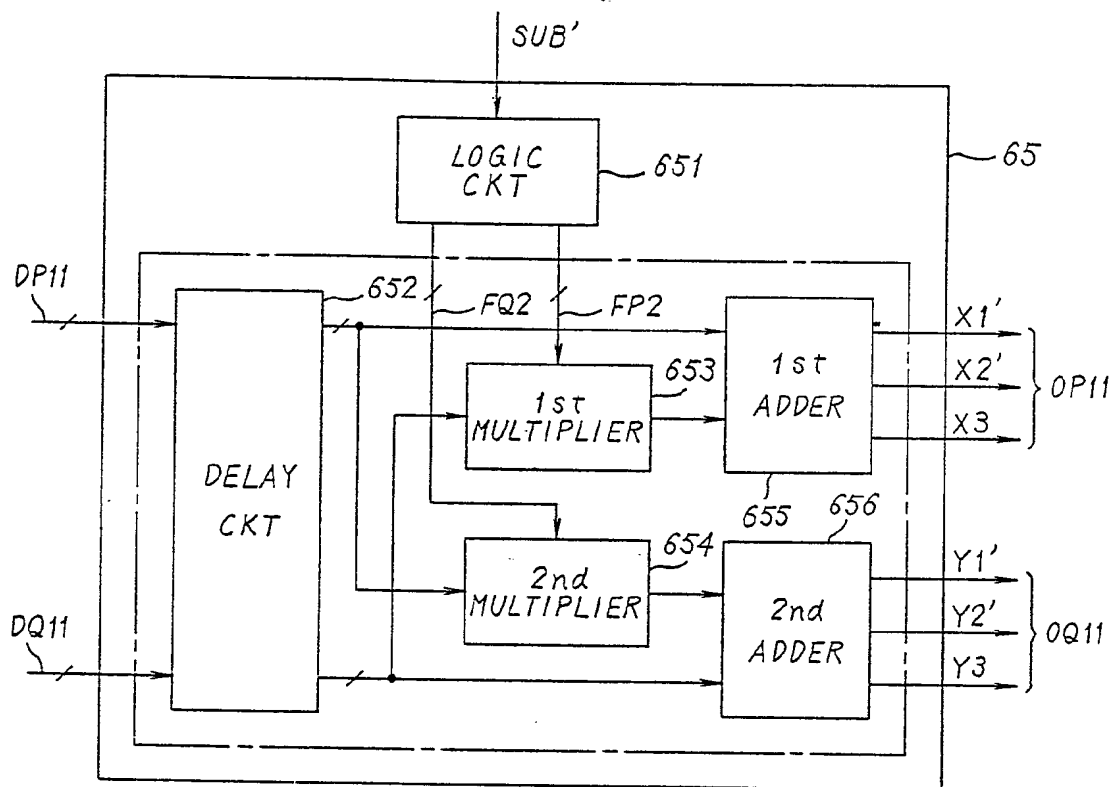 SUB'
LOGIC
CKT
651
65
DP11
652
FQ2
FP2
X1'
X2'
X3
OP11
1st
MULTIPLIER
653
1st
ADDER
655
DELAY
CKT
656
2nd
MULTIPLIER
654
2nd
ADDER
Y1'
Y2'
Y3
OQ11
DQ11